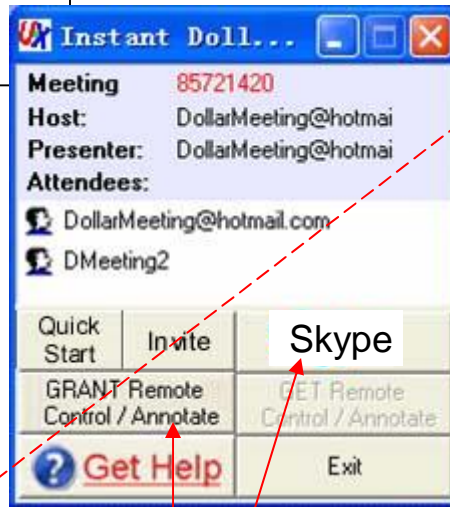 Instant Doll...
Meeting 85721420
Host: DollarMeeting@hotmai
Presenter: DollarMeeting@hotmai
Attendees:
DollarMeeting@hotmail.com
DMeeting2
Quick Start Invite Skype
GRANT Remote Control / Annotate GET Remote Control / Annotate
Get Help Exit